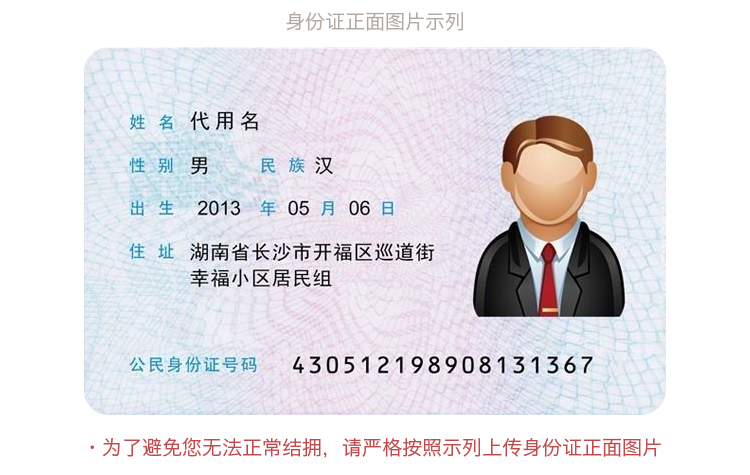 身份证正面图片示列
姓 名 代用名
性 别 男 民 族 汉
出 生 2013 年 05 月 06 日
住 址 湖南省长沙市开福区巡道街
幸福小区居民组
公民身份证号码 430512198908131367
·为了避免您无法正常结拥，请严格按照示列上传身份证正面图片